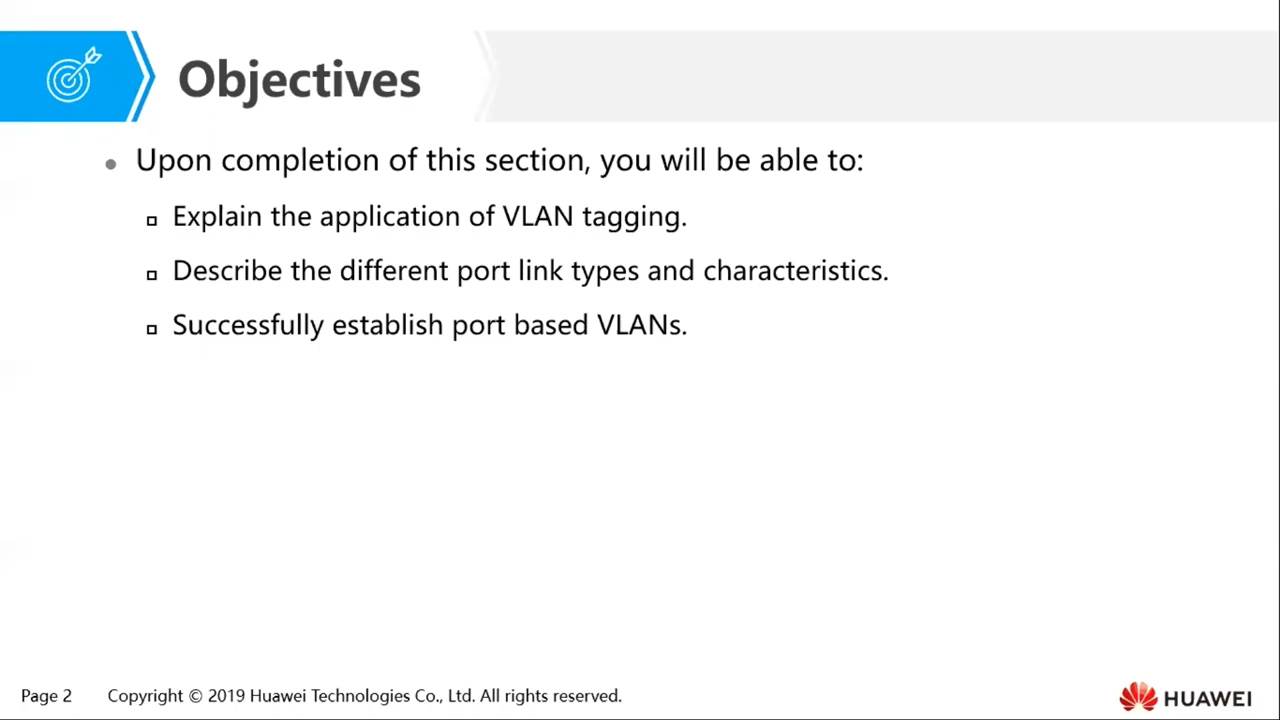 Objectives
Upon completion of this section, you will be able to:
Explain the application of VLAN tagging.
Describe the different port link types and characteristics.
Successfully establish port based VLANs.
Page 2 Copyright © 2019 Huawei Technologies Co., Ltd. All rights reserved.
HUAWEI